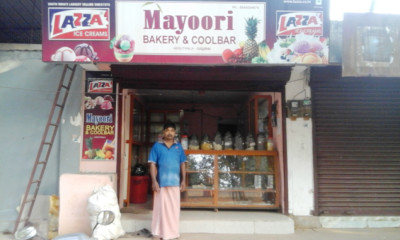 LAZZA
ICE CREAMS
Mayoori
BAKERY & COOLBAR
LAZZA
ICE CREAMS
LAZZA
Mayoori
BAKERY
& COOLBAR